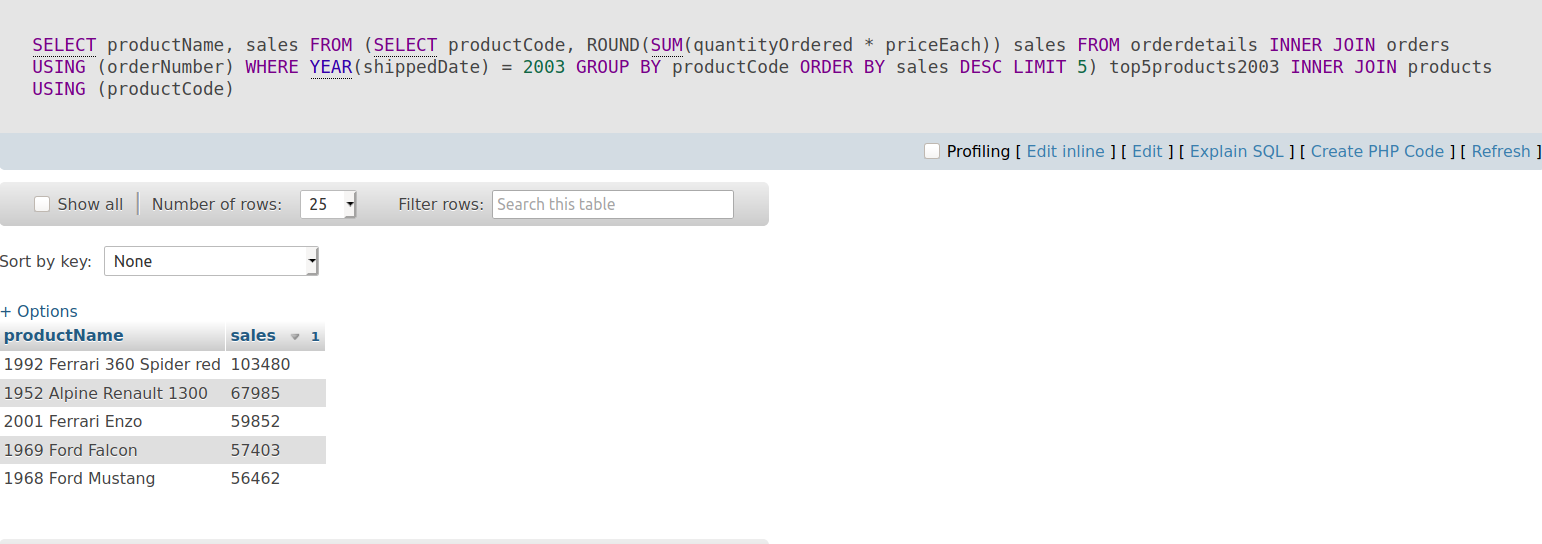 SELECT productName, sales FROM (SELECT productCode, ROUND(SUM(quantityOrdered * priceEach)) sales FROM orderdetails INNER JOIN orders
USING (orderNumber) WHERE YEAR(shippedDate) = 2003 GROUP BY productCode ORDER BY sales DESC LIMIT 5) top5products2003 INNER JOIN products
USING (productCode)
Profiling [ Edit inline ] [ Edit ] [ Explain SQL ] [ Create PHP Code ] [ Refresh ]
Show all Number of rows: 25 Filter rows: Search this table
Sort by key: None
+ Options
productName sales 1
1992 Ferrari 360 Spider red 103480
1952 Alpine Renault 1300 67985
2001 Ferrari Enzo 59852
1969 Ford Falcon 57403
1968 Ford Mustang 56462